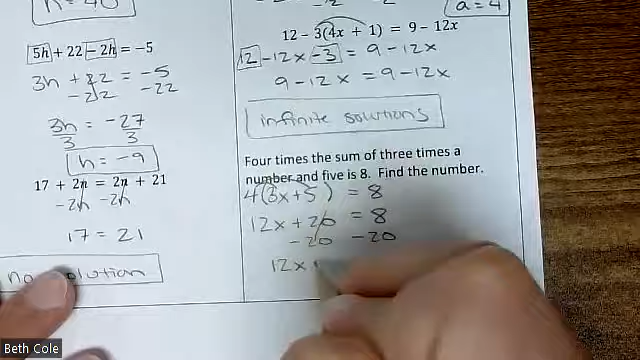 n = 40
5h + 22 - 2h = -5
3h + 22 = -5
-22 -22
3h = -27
3 3
h = -9
17 + 2n = 2n + 21
-2n -2n
17 = 21
no solution
a = 4
12 - 3(4x + 1) = 9 - 12x
12 - 12x - 3 = 9 - 12x
9 - 12x = 9 - 12x
infinite solutions
Four times the sum of three times a
number and five is 8. Find the number.
4(3x+5) = 8
12x + 20 = 8
-20 -20
12x
Beth Cole